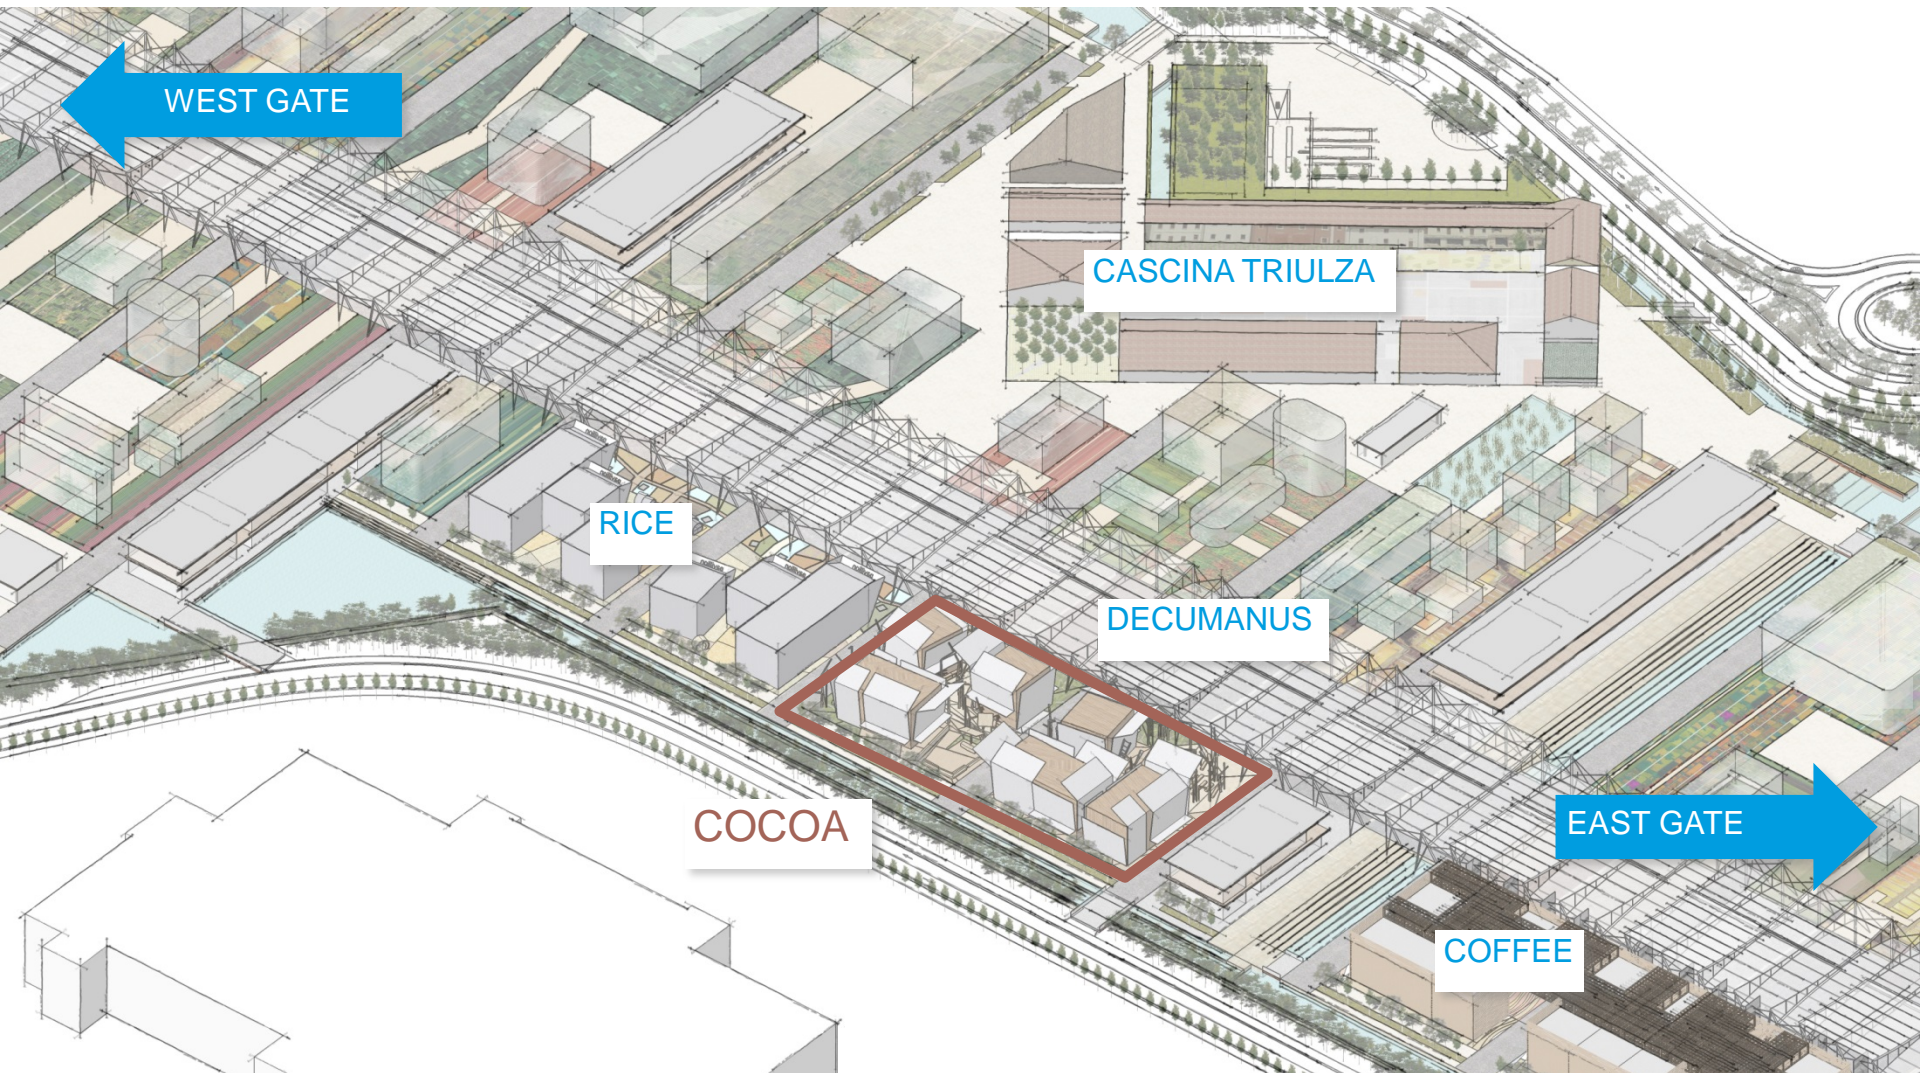 WEST GATE
CASCINA TRIULZA
RICE
DECUMANUS
COCOA
EAST GATE
COFFEE